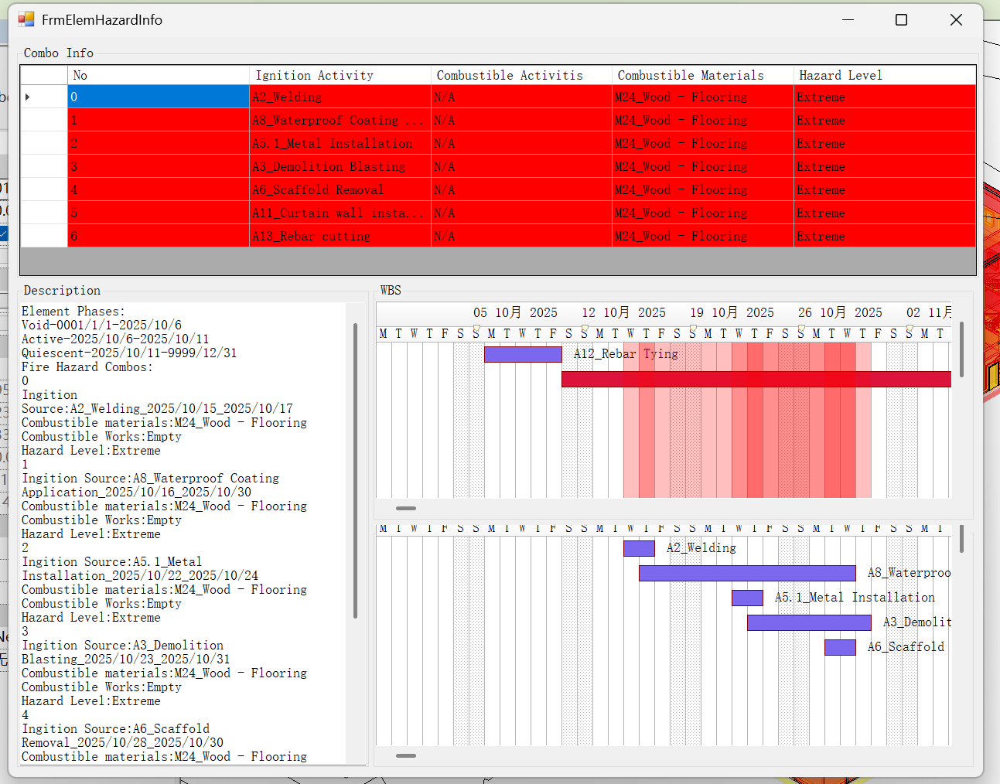 FrmElemHazardInfo
Combo Info
No Ignition Activity Combustible Activitis Combustible Materials Hazard Level
0 A2_Welding N/A M24_Wood - Flooring Extreme
1 A8_Waterproof Coating ... N/A M24_Wood - Flooring Extreme
2 A5.1_Metal Installation N/A M24_Wood - Flooring Extreme
3 A3_Demolition Blasting N/A M24_Wood - Flooring Extreme
4 A6_Scaffold Removal N/A M24_Wood - Flooring Extreme
5 A11_Curtain wall insta... N/A M24_Wood - Flooring Extreme
6 A13_Rebar cutting N/A M24_Wood - Flooring Extreme
Description
Element Phases:
Void-0001/1/1-2025/10/6
Active-2025/10/6-2025/10/11
Quiescent-2025/10/11-9999/12/31
Fire Hazard Combos:
0
Ingition
Source:A2_Welding_2025/10/15_2025/10/17
Combustible materials:M24_Wood - Flooring
Combustible Works:Empty
Hazard Level:Extreme
1
Ingition Source:A8_Waterproof Coating
Application_2025/10/16_2025/10/30
Combustible materials:M24_Wood - Flooring
Combustible Works:Empty
Hazard Level:Extreme
2
Ingition Source:A5.1_Metal
Installation_2025/10/22_2025/10/24
Combustible materials:M24_Wood - Flooring
Combustible Works:Empty
Hazard Level:Extreme
3
Ingition Source:A3_Demolition
Blasting_2025/10/23_2025/10/31
Combustible materials:M24_Wood - Flooring
Combustible Works:Empty
Hazard Level:Extreme
4
Ingition Source:A6_Scaffold
Removal_2025/10/28_2025/10/30
Combustible materials:M24_Wood - Flooring
WBS
05 10月 2025 12 10月 2025 19 10月 2025 26 10月 2025 02 11月
M T W T F S S M T W T F S S M T W T F S S M T W T F S S M T W T F S S M T
A12_Rebar Tying
M T W T F S S M T W T F S S M T W T F S S M T W T F S S M T W T F S S M T
A2_Welding
A8_Waterproo
A5.1_Metal Installation
A3_Demolit
A6_Scaffold